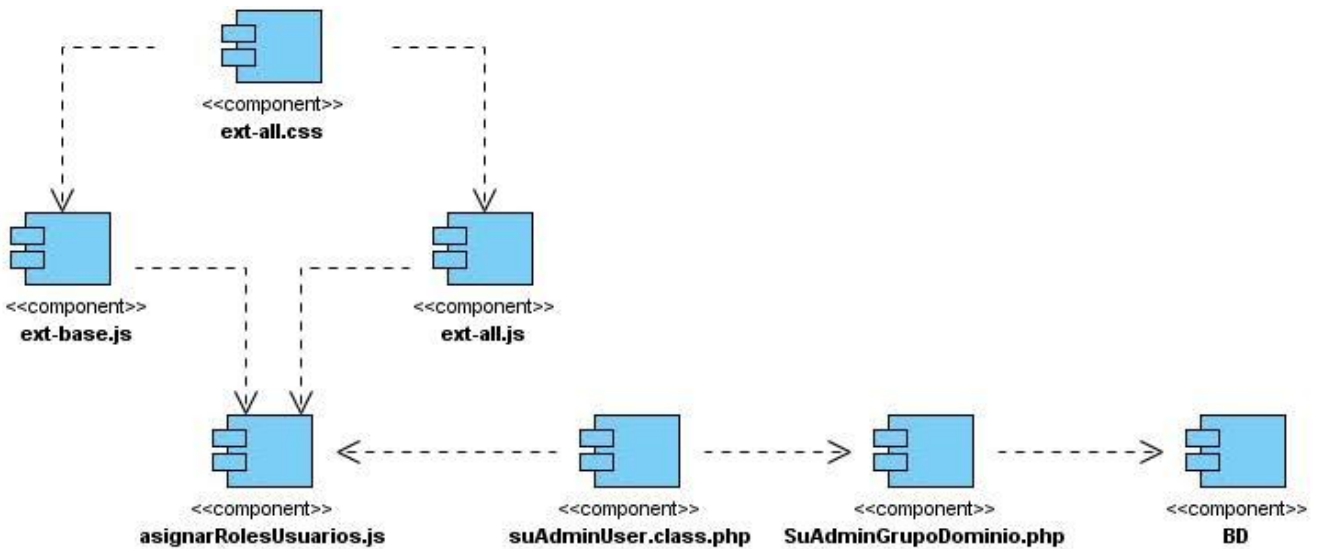 <<component>>
ext-all.css
<<component>>
ext-base.js
<<component>>
ext-all.js
<<component>>
asignarRolesUsuarios.js
<<component>>
suAdminUser.class.php
<<component>>
SuAdminGrupoDominio.php
<<component>>
BD